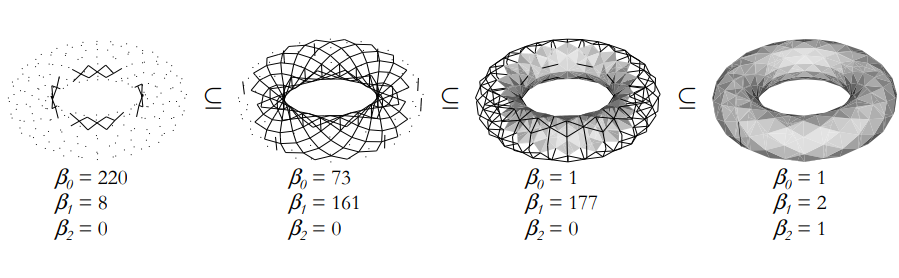 ⊆ ⊆ ⊆
β₀ = 220 β₀ = 73 β₀ = 1 β₀ = 1
β₁ = 8 β₁ = 161 β₁ = 177 β₁ = 2
β₂ = 0 β₂ = 0 β₂ = 0 β₂ = 1